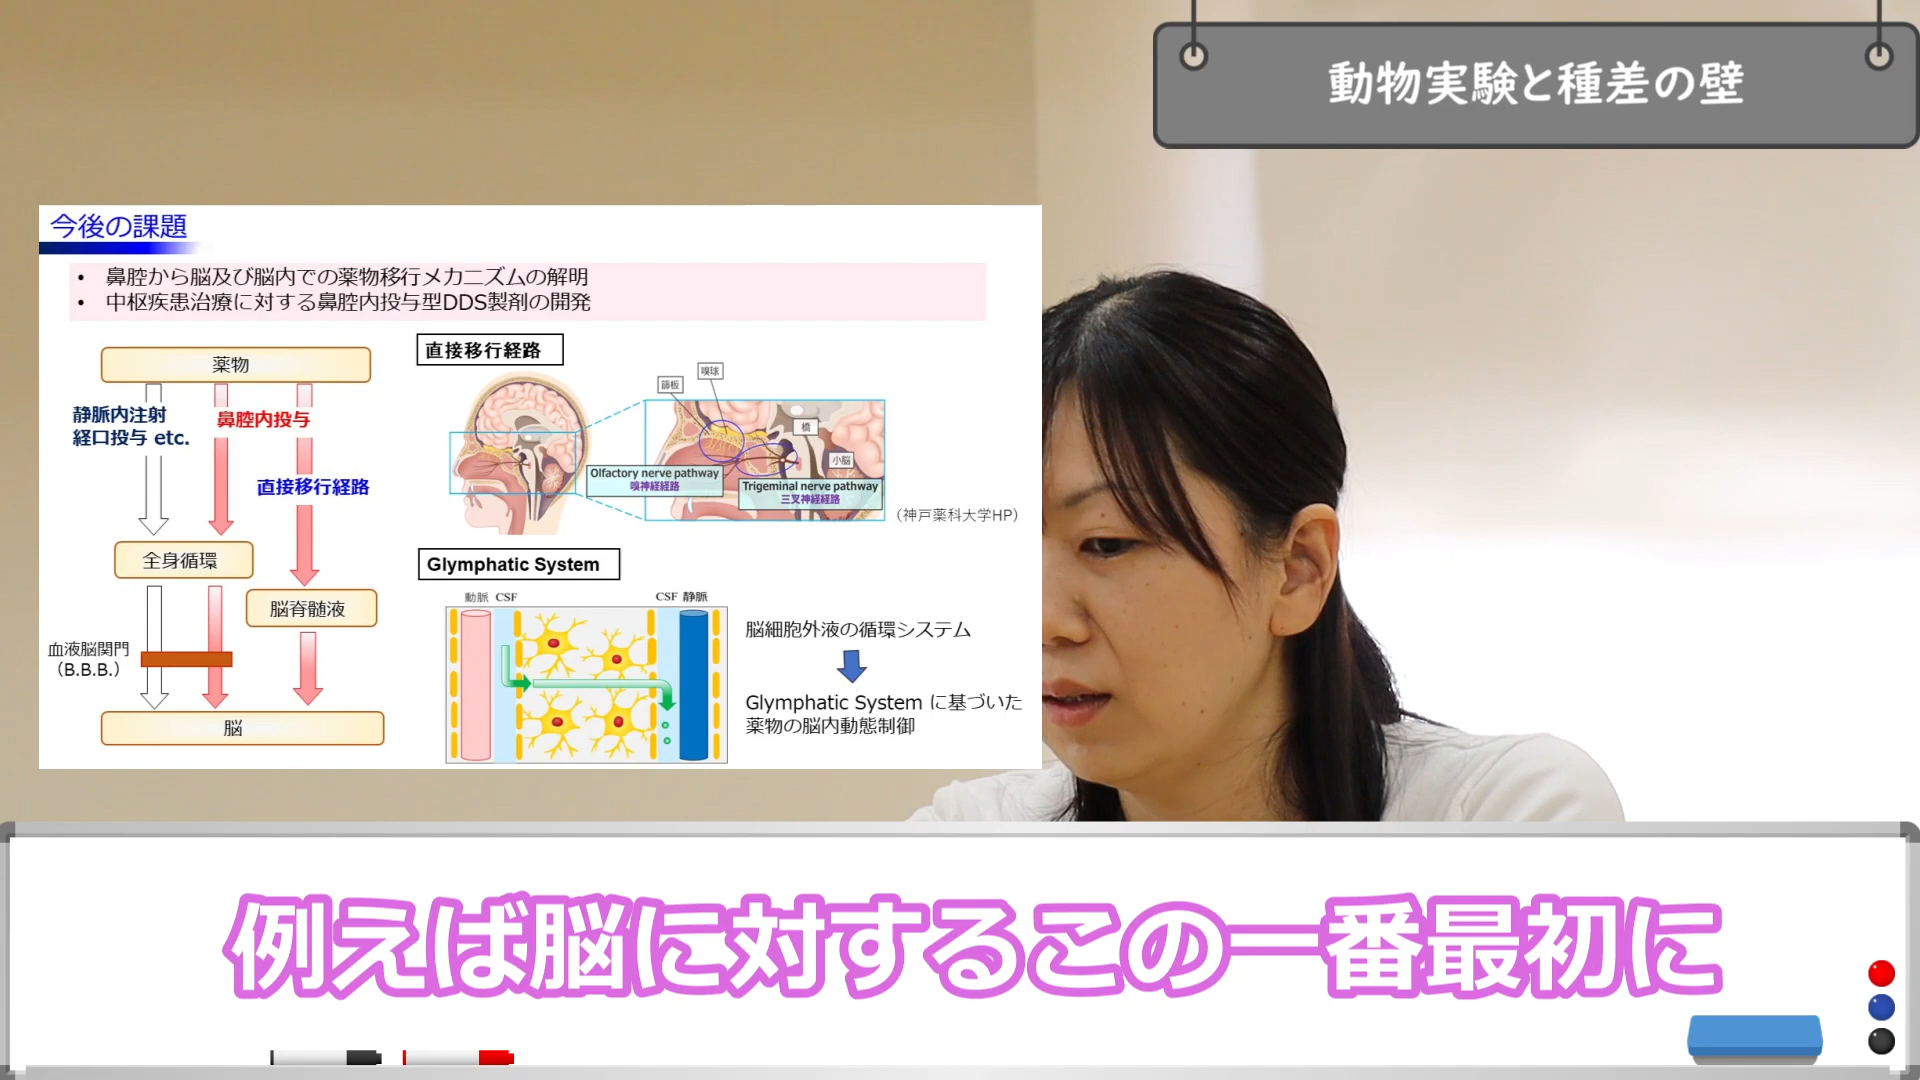 動物実験と種差の壁
今後の課題
• 鼻腔から脳及び脳内での薬物移行メカニズムの解明
• 中枢疾患治療に対する鼻腔内投与型DDS製剤の開発
薬物
静脈内注射
経口投与 etc.
鼻腔内投与
直接移行経路
全身循環
脳脊髄液
血液脳関門
（B.B.B.）
脳
直接移行経路
篩板
嗅球
橋
小脳
Olfactory nerve pathway
嗅神経経路
Trigeminal nerve pathway
三叉神経経路
（神戸薬科大学HP）
Glymphatic System
動脈 CSF
CSF 静脈
脳細胞外液の循環システム
Glymphatic System に基づいた
薬物の脳内動態制御
例えば脳に対するこの一番最初に